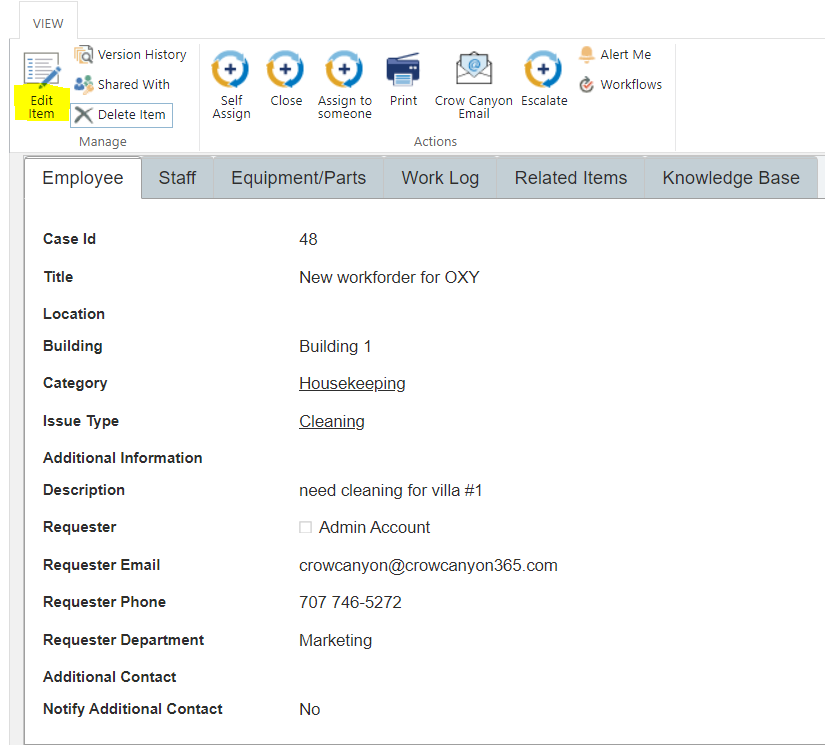 VIEW
Edit Item
Version History
Shared With
Delete Item
Manage
Self Assign
Close
Assign to someone
Print
Crow Canyon Email
Escalate
Alert Me
Workflows
Actions
Employee Staff Equipment/Parts Work Log Related Items Knowledge Base
Case Id 48
Title New workforder for OXY
Location
Building Building 1
Category Housekeeping
Issue Type Cleaning
Additional Information
Description need cleaning for villa #1
Requester Admin Account
Requester Email crowcanyon@crowcanyon365.com
Requester Phone 707 746-5272
Requester Department Marketing
Additional Contact
Notify Additional Contact No